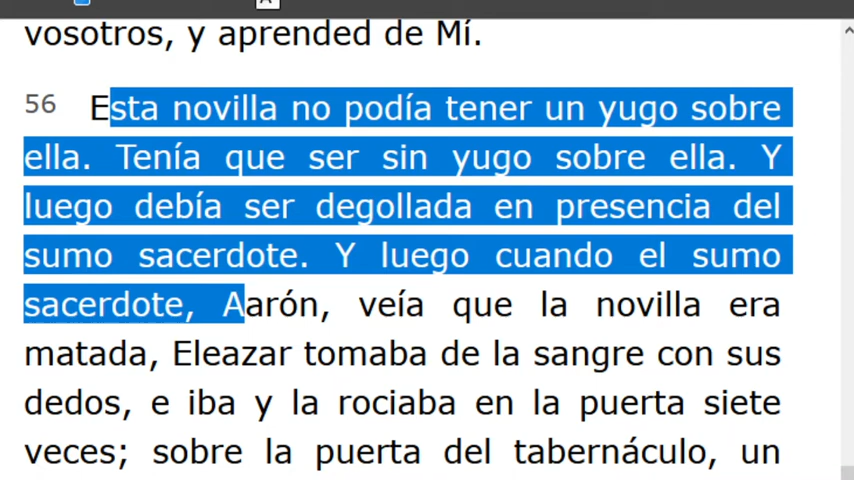 vosotros, y aprended de Mí.
56 Esta novilla no podía tener un yugo sobre
ella. Tenía que ser sin yugo sobre ella. Y
luego debía ser degollada en presencia del
sumo sacerdote. Y luego cuando el sumo
sacerdote, Aarón, veía que la novilla era
matada, Eleazar tomaba de la sangre con sus
dedos, e iba y la rociaba en la puerta siete
veces; sobre la puerta del tabernáculo, un